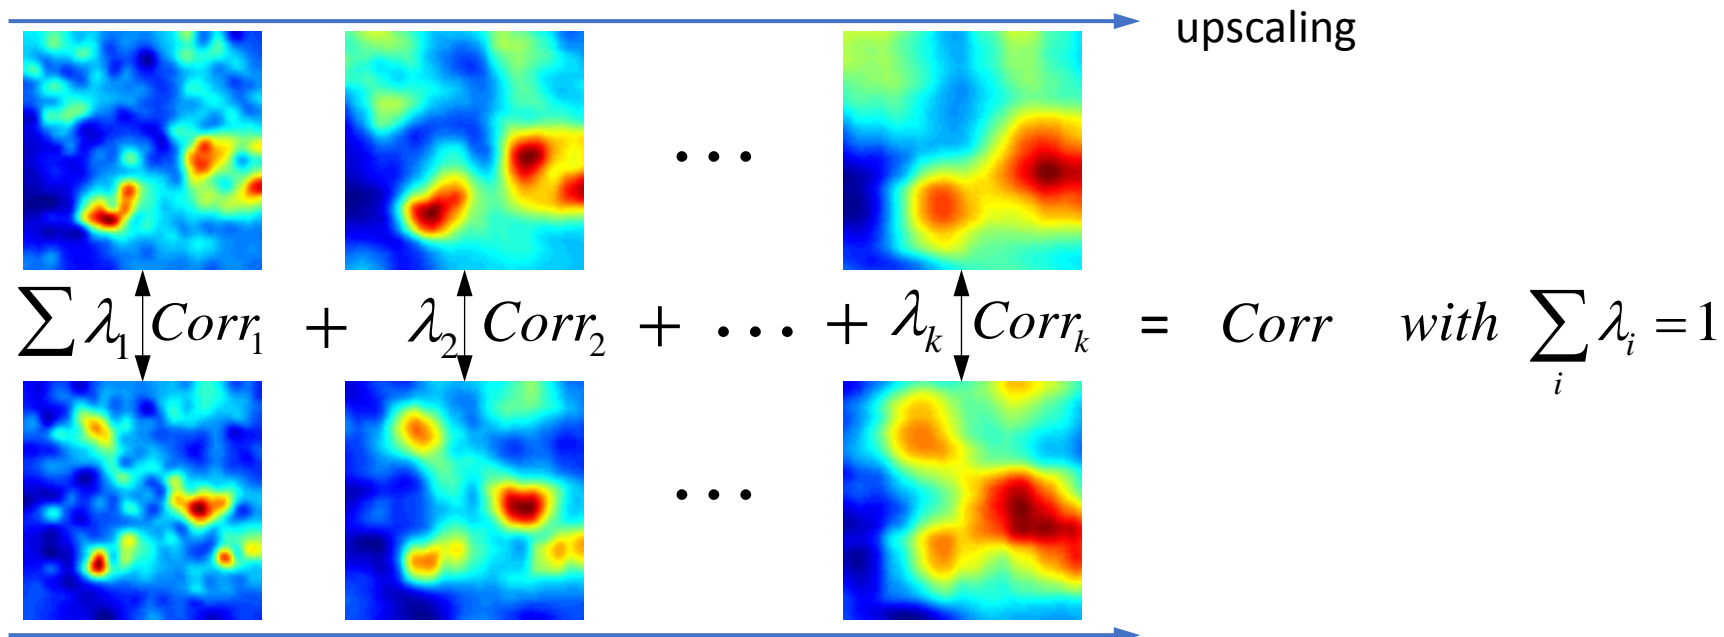 upscaling
...
∑ λ₁ Corr₁ + λ₂ Corr₂ + ... + λₖ Corrₖ = Corr with ∑ᵢ λᵢ = 1
...